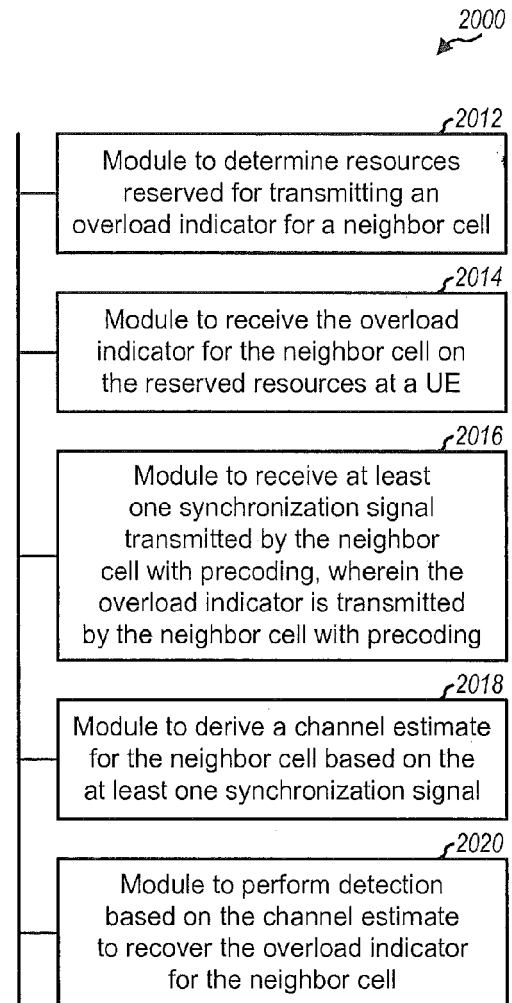 2000
2012
Module to determine resources
reserved for transmitting an
overload indicator for a neighbor cell
2014
Module to receive the overload
indicator for the neighbor cell on
the reserved resources at a UE
2016
Module to receive at least
one synchronization signal
transmitted by the neighbor
cell with precoding, wherein the
overload indicator is transmitted
by the neighbor cell with precoding
2018
Module to derive a channel estimate
for the neighbor cell based on the
at least one synchronization signal
2020
Module to perform detection
based on the channel estimate
to recover the overload indicator
for the neighbor cell